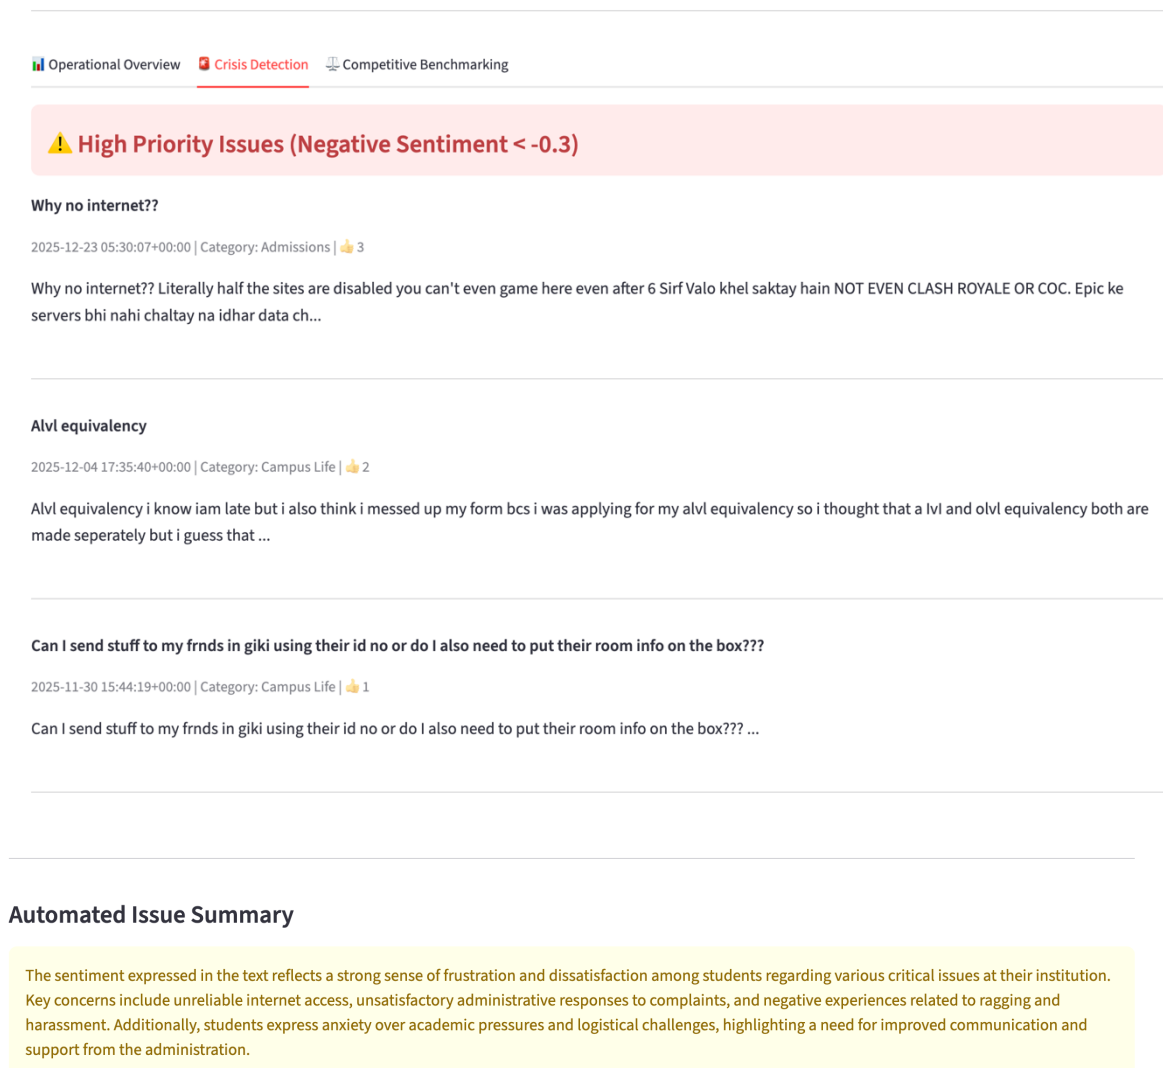 Operational Overview Crisis Detection Competitive Benchmarking
High Priority Issues (Negative Sentiment < -0.3)
Why no internet??
2025-12-23 05:30:07+00:00 | Category: Admissions | 👍 3
Why no internet?? Literally half the sites are disabled you can't even game here even after 6 Sirf Valo khel saktay hain NOT EVEN CLASH ROYALE OR COC. Epic ke
servers bhi nahi chaltay na idhar data ch...
Alvl equivalency
2025-12-04 17:35:40+00:00 | Category: Campus Life | 👍 2
Alvl equivalency i know iam late but i also think i messed up my form bcs i was applying for my alvl equivalency so i thought that a lvl and olvl equivalency both are
made seperately but i guess that ...
Can I send stuff to my frnds in giki using their id no or do I also need to put their room info on the box???
2025-11-30 15:44:19+00:00 | Category: Campus Life | 👍 1
Can I send stuff to my frnds in giki using their id no or do I also need to put their room info on the box??? ...
Automated Issue Summary
The sentiment expressed in the text reflects a strong sense of frustration and dissatisfaction among students regarding various critical issues at their institution.
Key concerns include unreliable internet access, unsatisfactory administrative responses to complaints, and negative experiences related to ragging and
harassment. Additionally, students express anxiety over academic pressures and logistical challenges, highlighting a need for improved communication and
support from the administration.